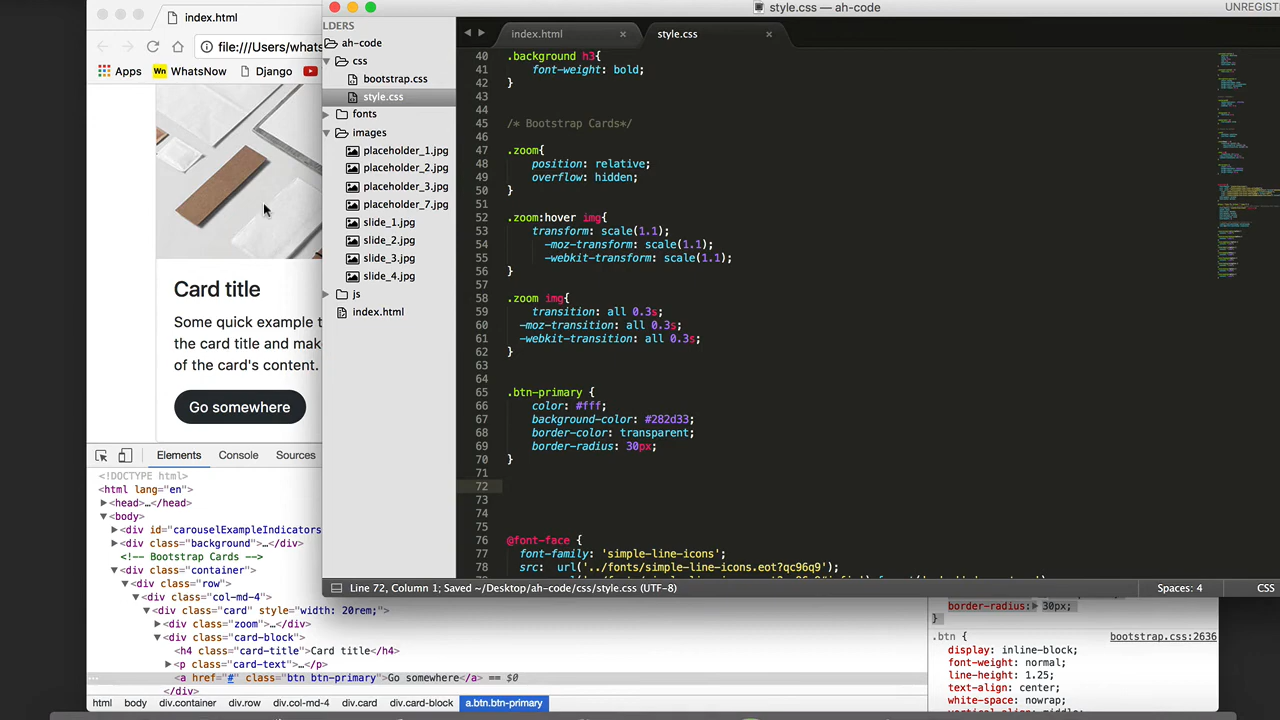 index.html
file:///Users/whats
Apps
Wn WhatsNow
Django
Card title
Some quick example t
the card title and mak
of the card's content.
Go somewhere
Elements Console Sources
<!DOCTYPE html>
<html lang="en">
<head>…</head>
<body>
<div id="carouselExampleIndicators
<div class="background">…</div>
<!-- Bootstrap Cards -->
<div class="container">
<div class="row">
<div class="col-md-4">
<div class="card" style="width: 20rem;">
<div class="zoom">…</div>
<div class="card-block">
<h4 class="card-title">Card title</h4>
<p class="card-text">…</p>
<a href="#" class="btn btn-primary">Go somewhere</a> == $0
</div>
html body div.container div.row div.col-md-4 div.card div.card-block a.btn.btn-primary
style.css — ah-code
UNREGIST
LDERS
ah-code
css
bootstrap.css
style.css
fonts
images
placeholder_1.jpg
placeholder_2.jpg
placeholder_3.jpg
placeholder_7.jpg
slide_1.jpg
slide_2.jpg
slide_3.jpg
slide_4.jpg
js
index.html
index.html ×
style.css ×
40 .background h3{
41 font-weight: bold;
42 }
43
44
45 /* Bootstrap Cards*/
46
47 .zoom{
48 position: relative;
49 overflow: hidden;
50 }
51
52 .zoom:hover img{
53 transform: scale(1.1);
54 -moz-transform: scale(1.1);
55 -webkit-transform: scale(1.1);
56 }
57
58 .zoom img{
59 transition: all 0.3s;
60 -moz-transition: all 0.3s;
61 -webkit-transition: all 0.3s;
62 }
63
64
65 .btn-primary {
66 color: #fff;
67 background-color: #282d33;
68 border-color: transparent;
69 border-radius: 30px;
70 }
71
72
73
74
75
76 @font-face {
77 font-family: 'simple-line-icons';
78 src: url('../fonts/simple-line-icons.eot?qc96q9');
Line 72, Column 1; Saved ~/Desktop/ah-code/css/style.css (UTF-8)
Spaces: 4
CSS
border-radius: 30px;
}
.btn { bootstrap.css:2636
display: inline-block;
font-weight: normal;
line-height: 1.25;
text-align: center;
white-space: nowrap;
vertical-align: middle;